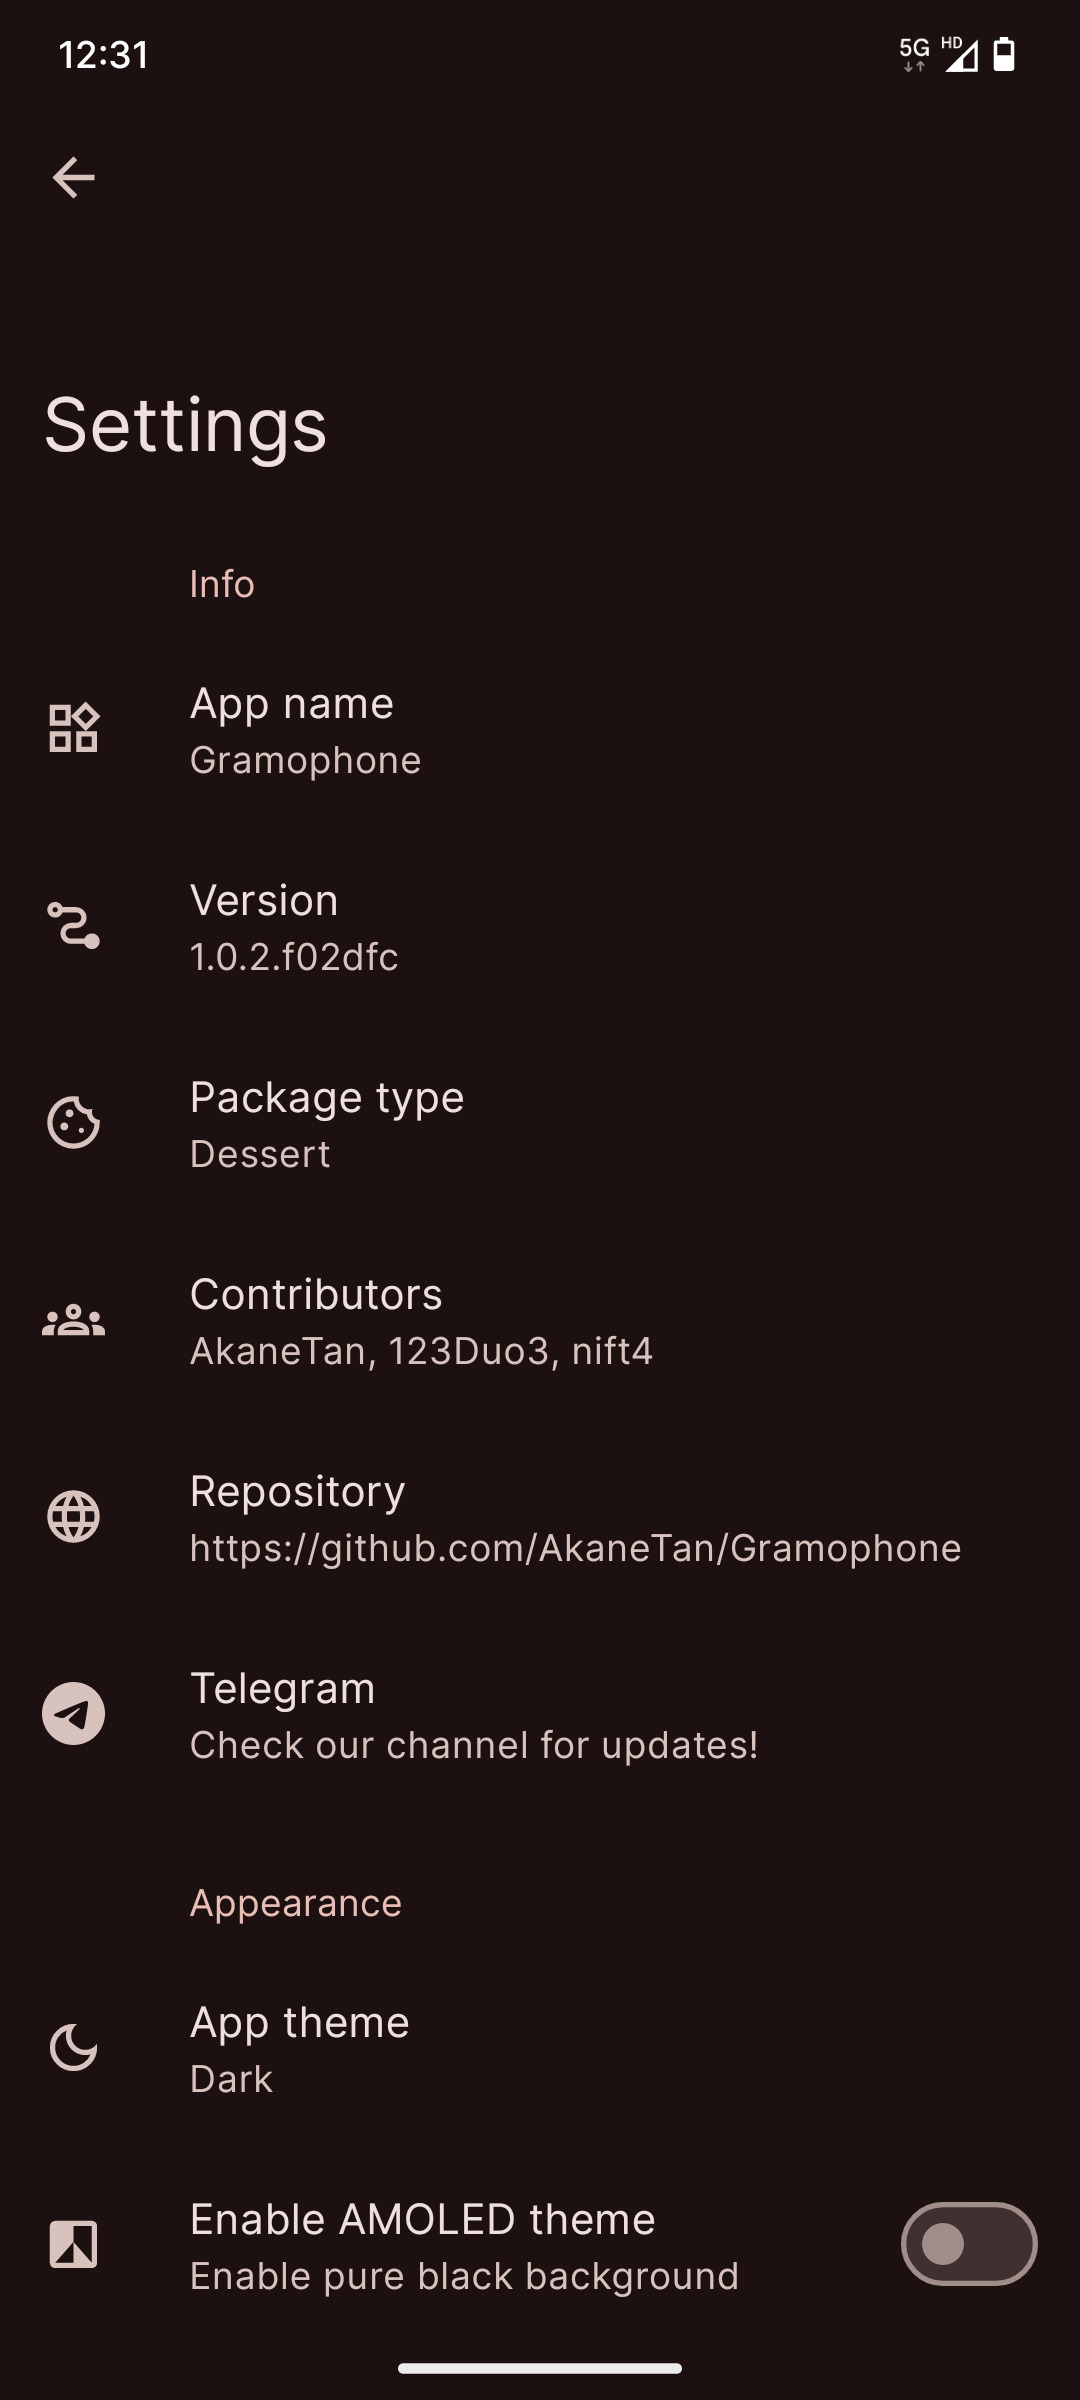 12:31
5G
HD
Settings
Info
App name
Gramophone
Version
1.0.2.f02dfc
Package type
Dessert
Contributors
AkaneTan, 123Duo3, nift4
Repository
https://github.com/AkaneTan/Gramophone
Telegram
Check our channel for updates!
Appearance
App theme
Dark
Enable AMOLED theme
Enable pure black background